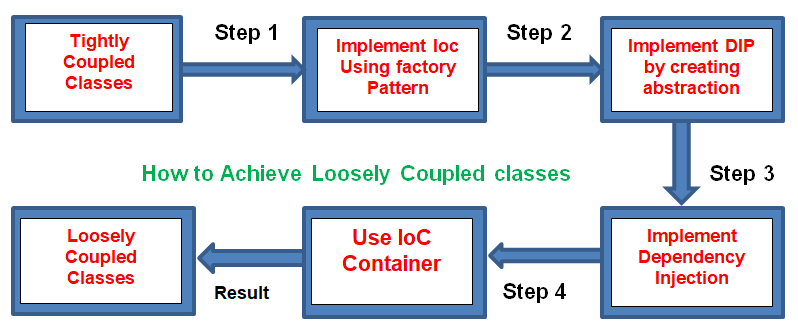 Tightly
Coupled
Classes
Step 1
Implement Ioc
Using factory
Pattern
Step 2
Implement DIP
by creating
abstraction
Step 3
How to Achieve Loosely Coupled classes
Implement
Dependency
Injection
Step 4
Use IoC
Container
Result
Loosely
Coupled
Classes